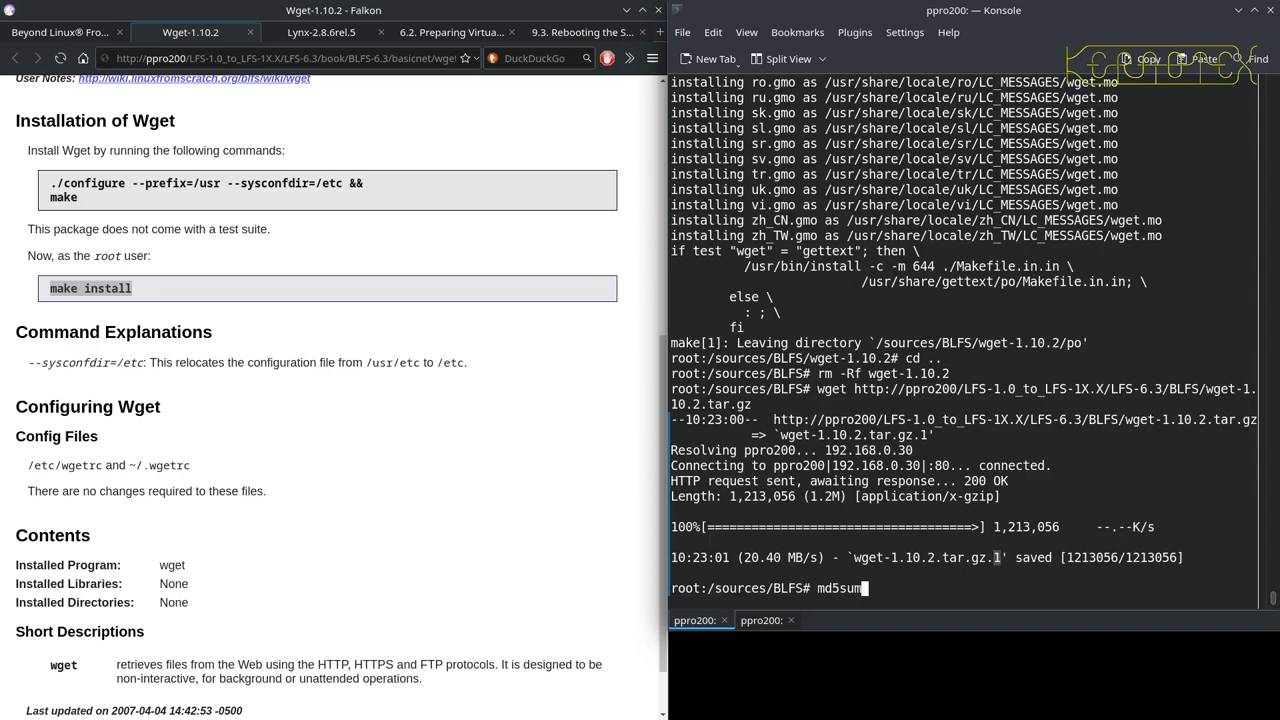 Wget-1.10.2 - Falkon
Beyond Linux® Fro...
Wget-1.10.2
Lynx-2.8.6rel.5
6.2. Preparing Virtua...
9.3. Rebooting the S...
http://ppro200/LFS-1.0_to_LFS-1X.X/LFS-6.3/book/BLFS-6.3/basicnet/wget
DuckDuckGo
User Notes: http://wiki.linuxfromscratch.org/blfs/wiki/wget
Installation of Wget
Install Wget by running the following commands:
./configure --prefix=/usr --sysconfdir=/etc &&
make
This package does not come with a test suite.
Now, as the root user:
make install
Command Explanations
--sysconfdir=/etc: This relocates the configuration file from /usr/etc to /etc.
Configuring Wget
Config Files
/etc/wgetrc and ~/.wgetrc
There are no changes required to these files.
Contents
Installed Program: wget
Installed Libraries: None
Installed Directories: None
Short Descriptions
wget retrieves files from the Web using the HTTP, HTTPS and FTP protocols. It is designed to be
non-interactive, for background or unattended operations.
Last updated on 2007-04-04 14:42:53 -0500
ppro200: — Konsole
File Edit View Bookmarks Plugins Settings Help
New Tab Split View Copy Paste Find
installing ro.gmo as /usr/share/locale/ro/LC_MESSAGES/wget.mo
installing ru.gmo as /usr/share/locale/ru/LC_MESSAGES/wget.mo
installing sk.gmo as /usr/share/locale/sk/LC_MESSAGES/wget.mo
installing sl.gmo as /usr/share/locale/sl/LC_MESSAGES/wget.mo
installing sr.gmo as /usr/share/locale/sr/LC_MESSAGES/wget.mo
installing sv.gmo as /usr/share/locale/sv/LC_MESSAGES/wget.mo
installing tr.gmo as /usr/share/locale/tr/LC_MESSAGES/wget.mo
installing uk.gmo as /usr/share/locale/uk/LC_MESSAGES/wget.mo
installing vi.gmo as /usr/share/locale/vi/LC_MESSAGES/wget.mo
installing zh_CN.gmo as /usr/share/locale/zh_CN/LC_MESSAGES/wget.mo
installing zh_TW.gmo as /usr/share/locale/zh_TW/LC_MESSAGES/wget.mo
if test "wget" = "gettext"; then \
/usr/bin/install -c -m 644 ./Makefile.in.in \
/usr/share/gettext/po/Makefile.in.in; \
else \
: ; \
fi
make[1]: Leaving directory `/sources/BLFS/wget-1.10.2/po'
root:/sources/BLFS/wget-1.10.2# cd ..
root:/sources/BLFS# rm -Rf wget-1.10.2
root:/sources/BLFS# wget http://ppro200/LFS-1.0_to_LFS-1X.X/LFS-6.3/BLFS/wget-1.
10.2.tar.gz
--10:23:00-- http://ppro200/LFS-1.0_to_LFS-1X.X/LFS-6.3/BLFS/wget-1.10.2.tar.gz
=> `wget-1.10.2.tar.gz.1'
Resolving ppro200... 192.168.0.30
Connecting to ppro200|192.168.0.30|:80... connected.
HTTP request sent, awaiting response... 200 OK
Length: 1,213,056 (1.2M) [application/x-gzip]
100%[====================================>] 1,213,056 --.--K/s
10:23:01 (20.40 MB/s) - `wget-1.10.2.tar.gz.1' saved [1213056/1213056]
root:/sources/BLFS# md5sum
ppro200:
ppro200: